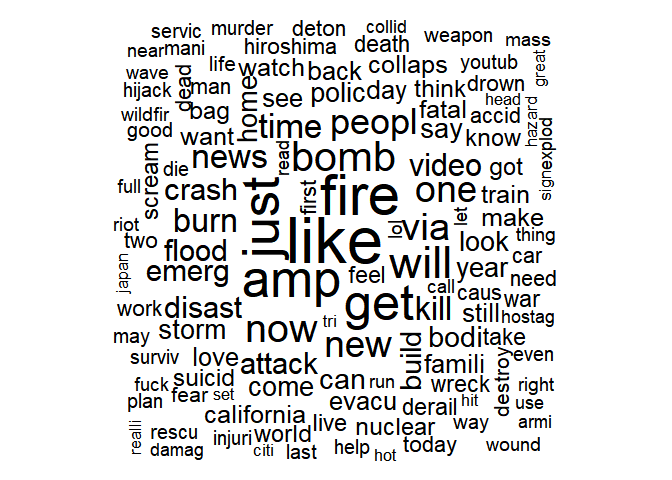 servic murder deton collid weapon mass
near mani hiroshima death youtub great
wave life watch back collaps
hijack dead man see polic day think drown
wildfir bag home fatal head hazard
good want time peopl say accid know signexplod
scream die news read bomb video got
full crash first fire one train
riot burn just like lol via let make thing
two flood amp feel will look year car
japan emerg get call caus need
work disast kill still war hostag
may storm now tri new build bodi take
surviv love attack famili even
fuck suicid come can run wreck destroy right
plan fear set evacu derail hit use
realli california live nuclear way armi
rescu injuri world help today wound
damag citi last hot